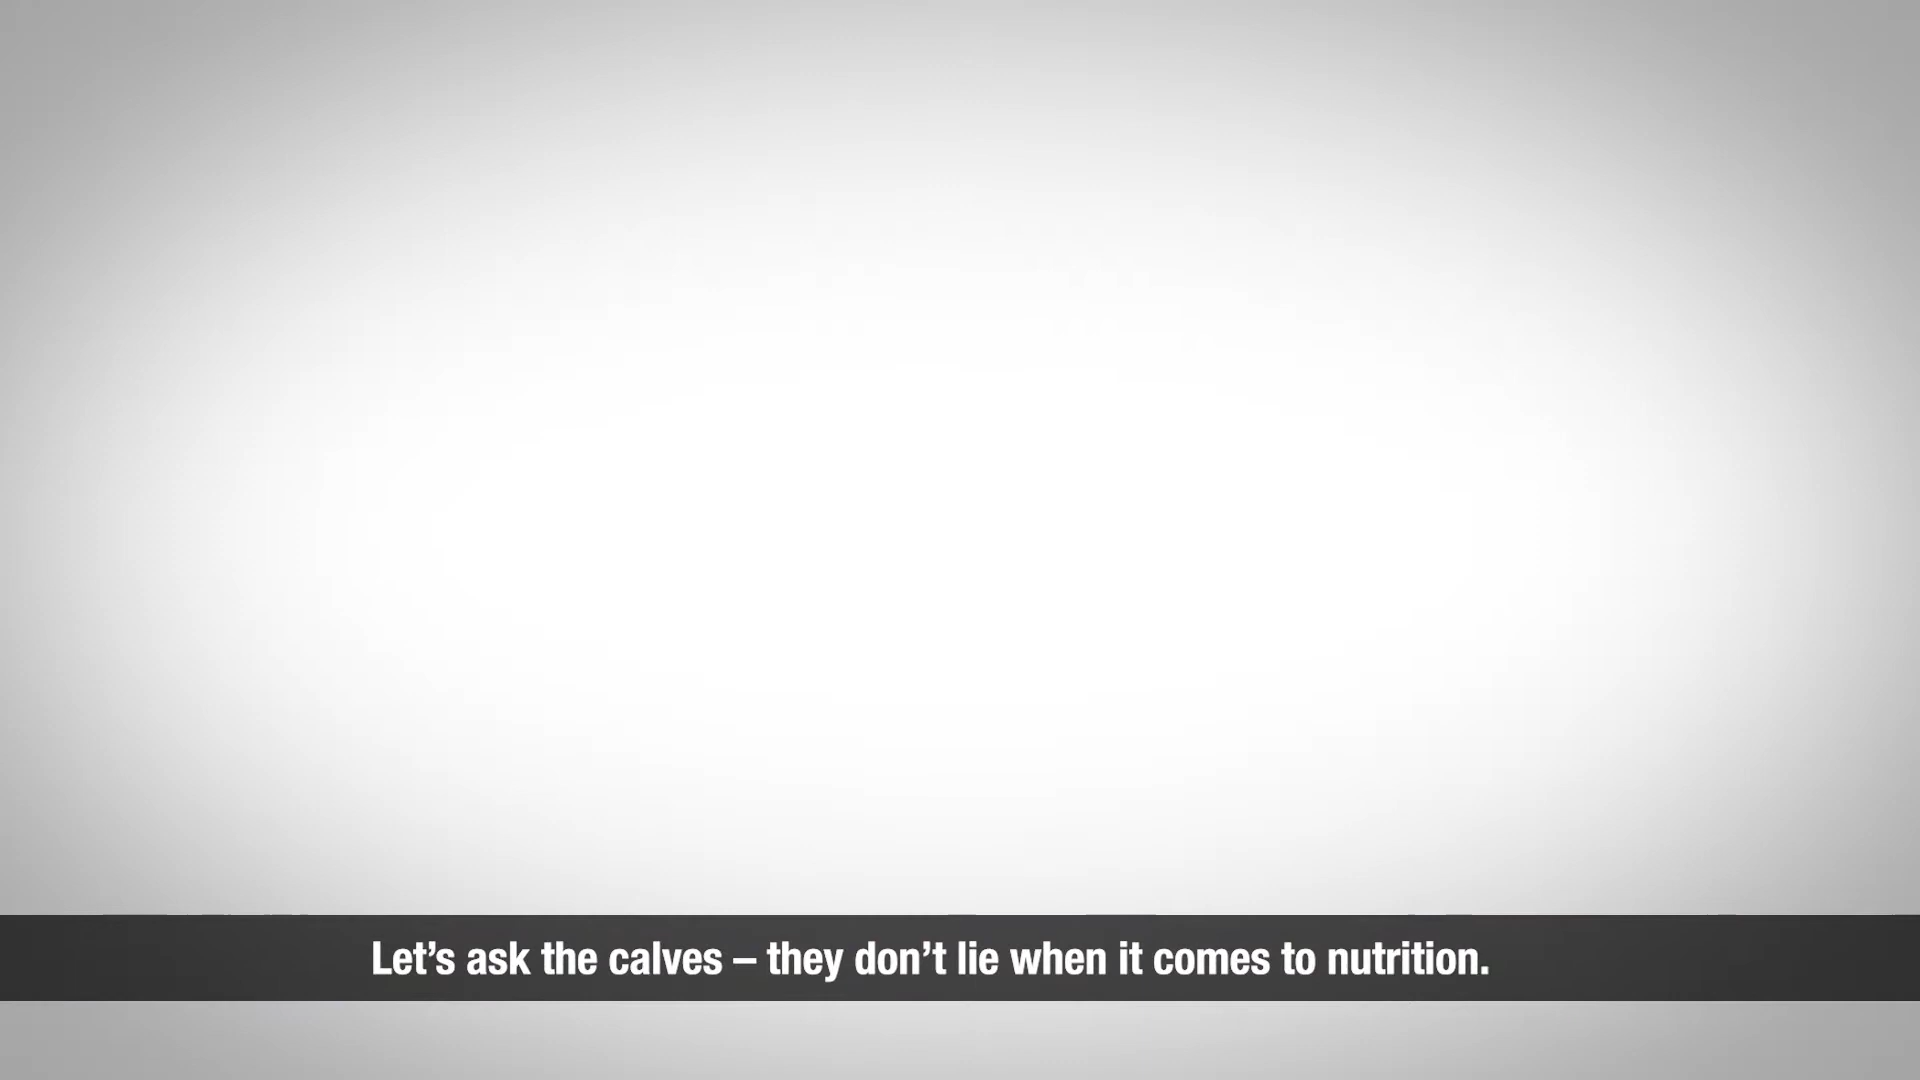 Let’s ask the calves – they don’t lie when it comes to nutrition.